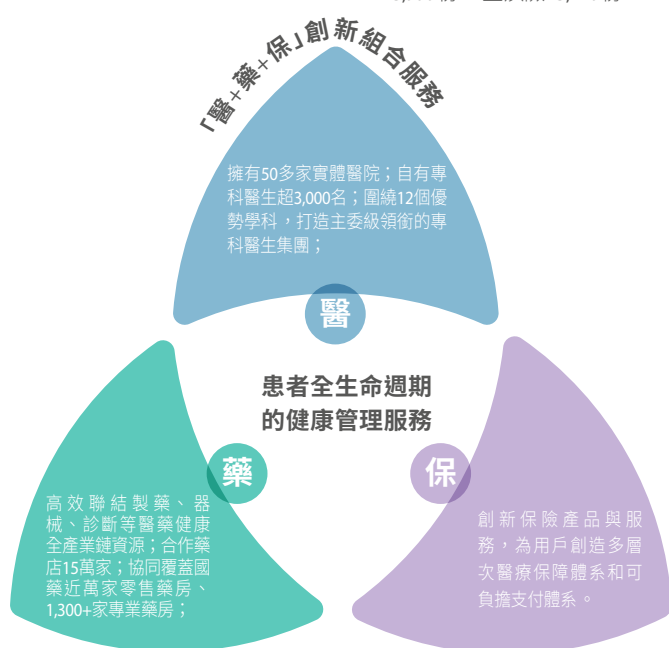 「醫+藥+保」創新組合服務
擁有50多家實體醫院；自有專
科醫生超3,000名；圍繞12個優
勢學科，打造主委級領銜的專
科醫生集團；
醫
患者全生命週期
的健康管理服務
藥
保
高效聯結製藥、器
械、診斷等醫藥健康
全產業鏈資源；合作藥
店15萬家；協同覆蓋國
藥近萬家零售藥房、
1,300+家專業藥房；
創新保險產品與服
務，為用戶創造多層
次醫療保障體系和可
負擔支付體系。